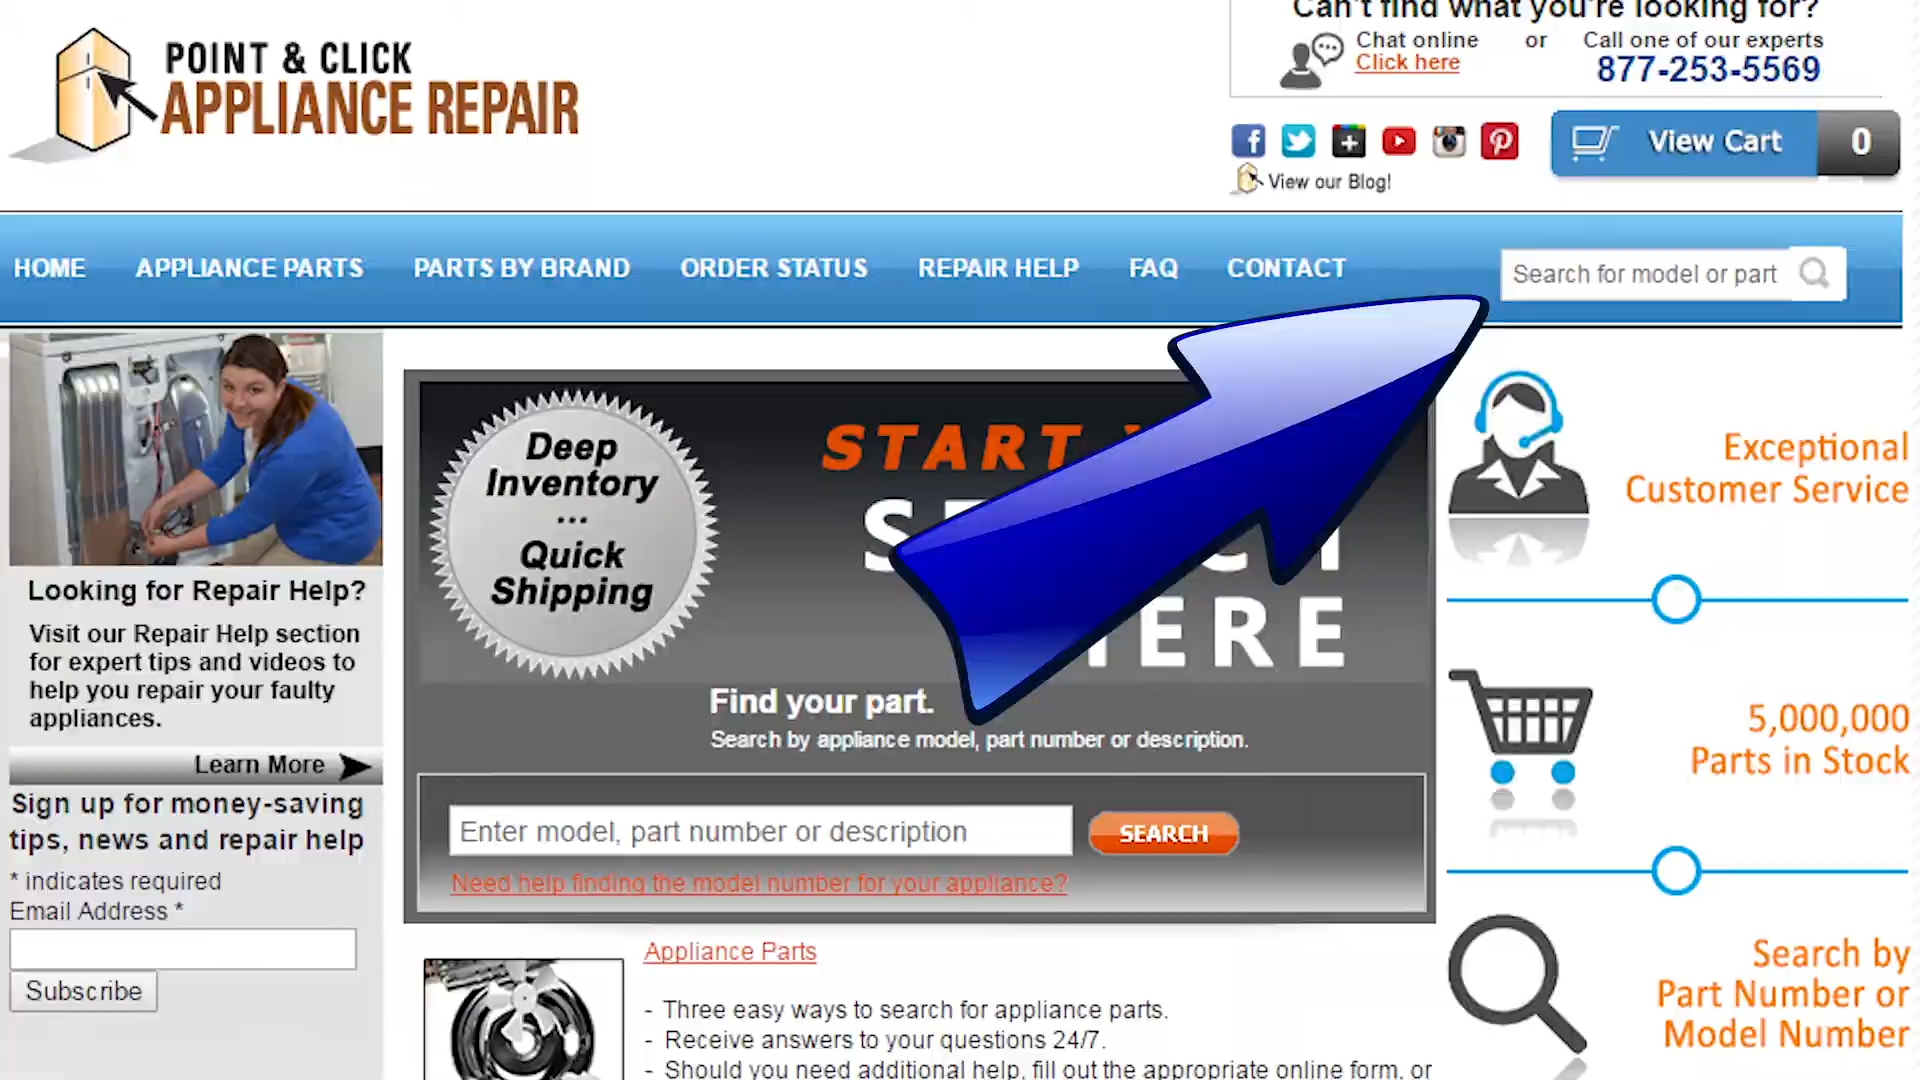 POINT & CLICK
APPLIANCE REPAIR
Can't find what you're looking for?
Chat online or Call one of our experts
Click here 877-253-5569
View Cart 0
View our Blog!
HOME APPLIANCE PARTS PARTS BY BRAND ORDER STATUS REPAIR HELP FAQ CONTACT
Search for model or part
Looking for Repair Help?
Visit our Repair Help section
for expert tips and videos to
help you repair your faulty
appliances.
Learn More
Sign up for money-saving
tips, news and repair help
* indicates required
Email Address *
Subscribe
Deep
Inventory
...
Quick
Shipping
START
Find your part.
Search by appliance model, part number or description.
Enter model, part number or description
SEARCH
Need help finding the model number for your appliance?
Appliance Parts
- Three easy ways to search for appliance parts.
- Receive answers to your questions 24/7.
- Should you need additional help, fill out the appropriate online form, or
Exceptional
Customer Service
5,000,000
Parts in Stock
Search by
Part Number or
Model Number